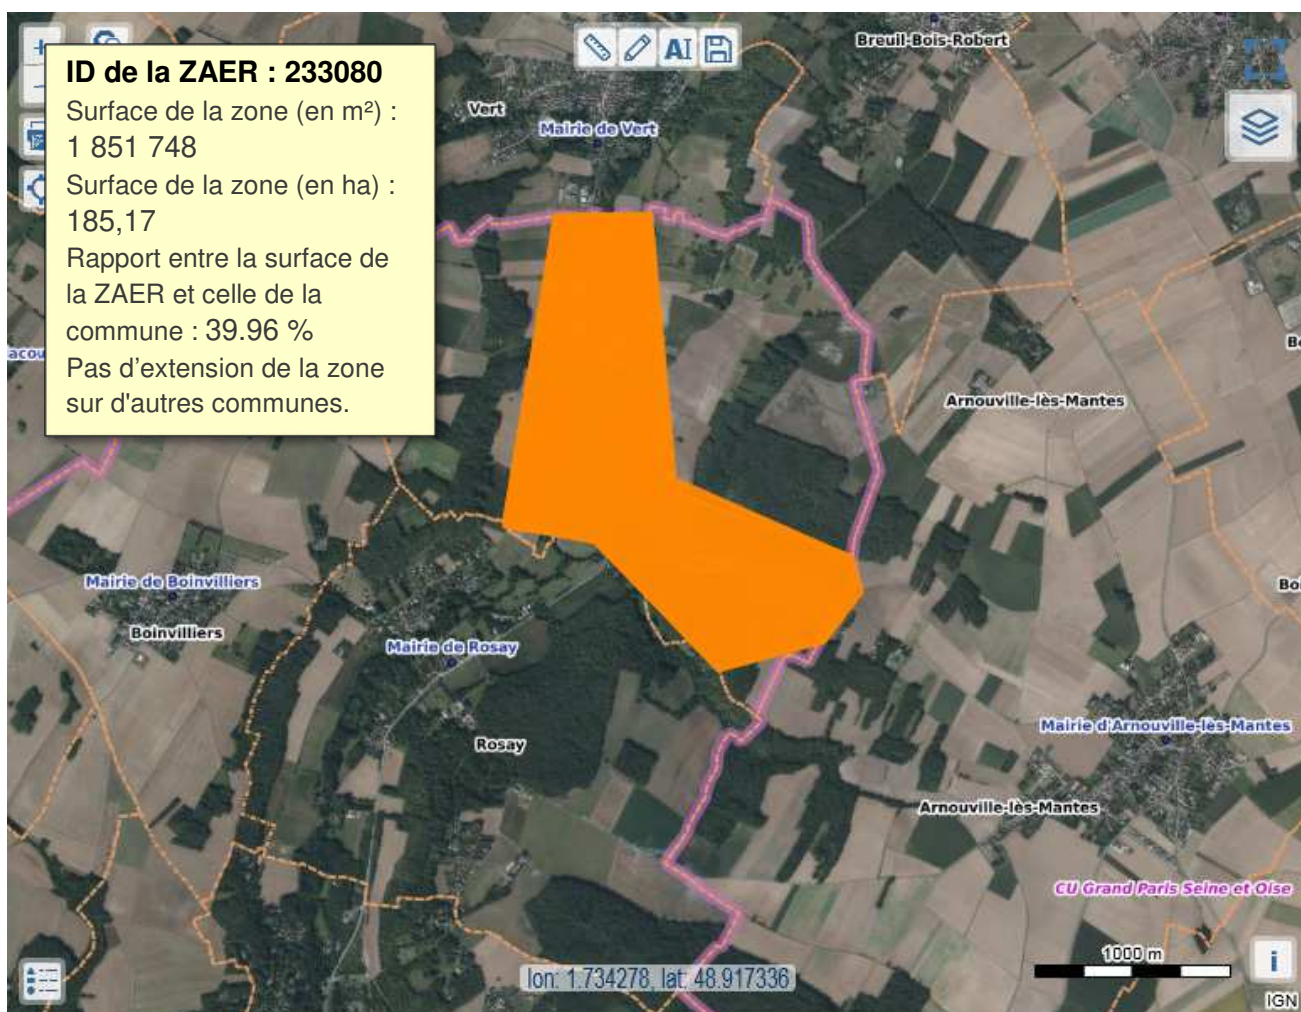 ID de la ZAER : 233080
Surface de la zone (en m²) :
1 851 748
Surface de la zone (en ha) :
185,17
Rapport entre la surface de
la ZAER et celle de la
commune : 39.96 %
Pas d'extension de la zone
sur d'autres communes.
AI
Breuil-Bois-Robert
Vert
Mairie de Vert
acou
Be
Arnouville-lès-Mantes
Mairie de Boinvilliers
Boi
Boinvilliers
Mairie de Rosay
Rosay
Mairie d'Arnouville-lès-Mantes
Arnouville-lès-Mantes
CU Grand Paris Seine et Oise
1000 m
lon: 1.734278, lat: 48.917336
i
IGN